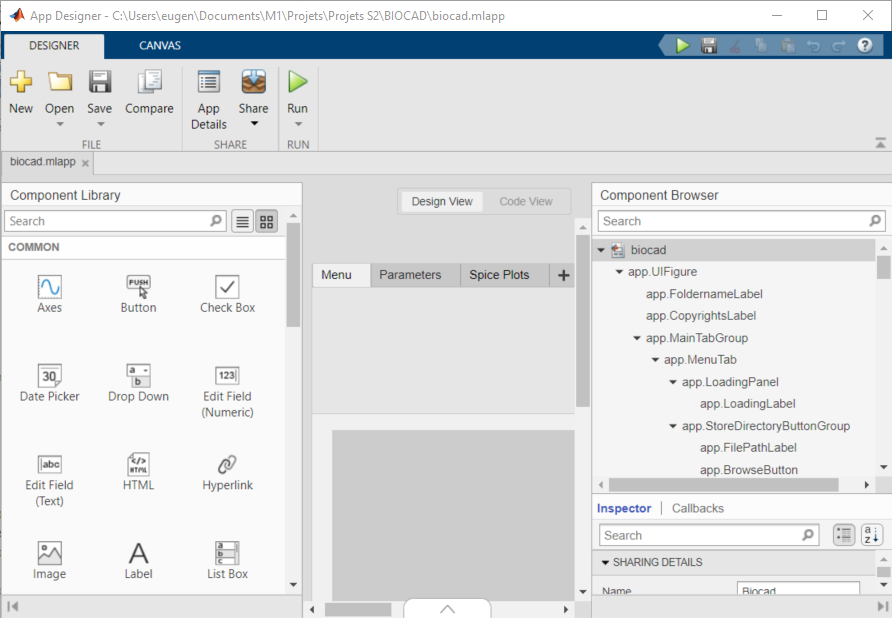 App Designer - C:\Users\eugen\Documents\M1\Projets\Projets S2\BIOCAD\biocad.mlapp
DESIGNER CANVAS
New Open Save Compare App Details Share Run
FILE SHARE RUN
biocad.mlapp
Component Library
Search
COMMON
Axes
PUSH
Button
Check Box
30
Date Picker
a
b
Drop Down
123
Edit Field
(Numeric)
abc
Edit Field
(Text)
</>
HTML
HTML
Hyperlink
Image
A
Label
a
b
c
List Box
Design View Code View
Menu Parameters Spice Plots +
Component Browser
Search
biocad
app.UIFigure
app.FoldernameLabel
app.CopyrightsLabel
app.MainTabGroup
app.MenuTab
app.LoadingPanel
app.LoadingLabel
app.StoreDirectoryButtonGroup
app.FilePathLabel
app.BrowseButton
Inspector | Callbacks
Search
a
z
SHARING DETAILS
Name Biocad